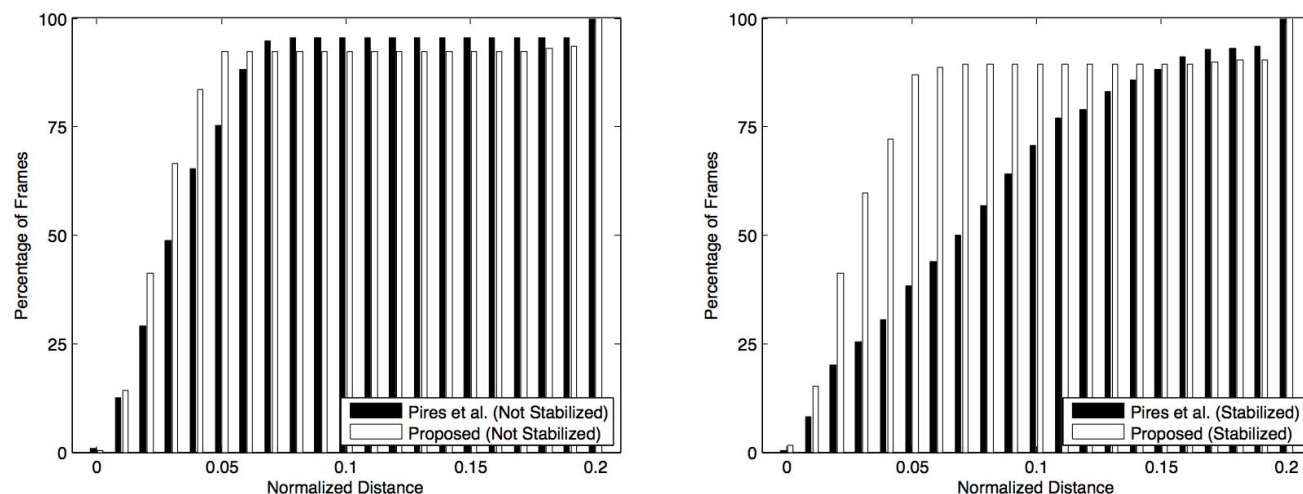 100
75
50
25
0
Percentage of Frames
0
0.05
0.1
0.15
0.2
Normalized Distance
Pires et al. (Not Stabilized)
Proposed (Not Stabilized)
100
75
50
25
0
Percentage of Frames
0
0.05
0.1
0.15
0.2
Normalized Distance
Pires et al. (Stabilized)
Proposed (Stabilized)